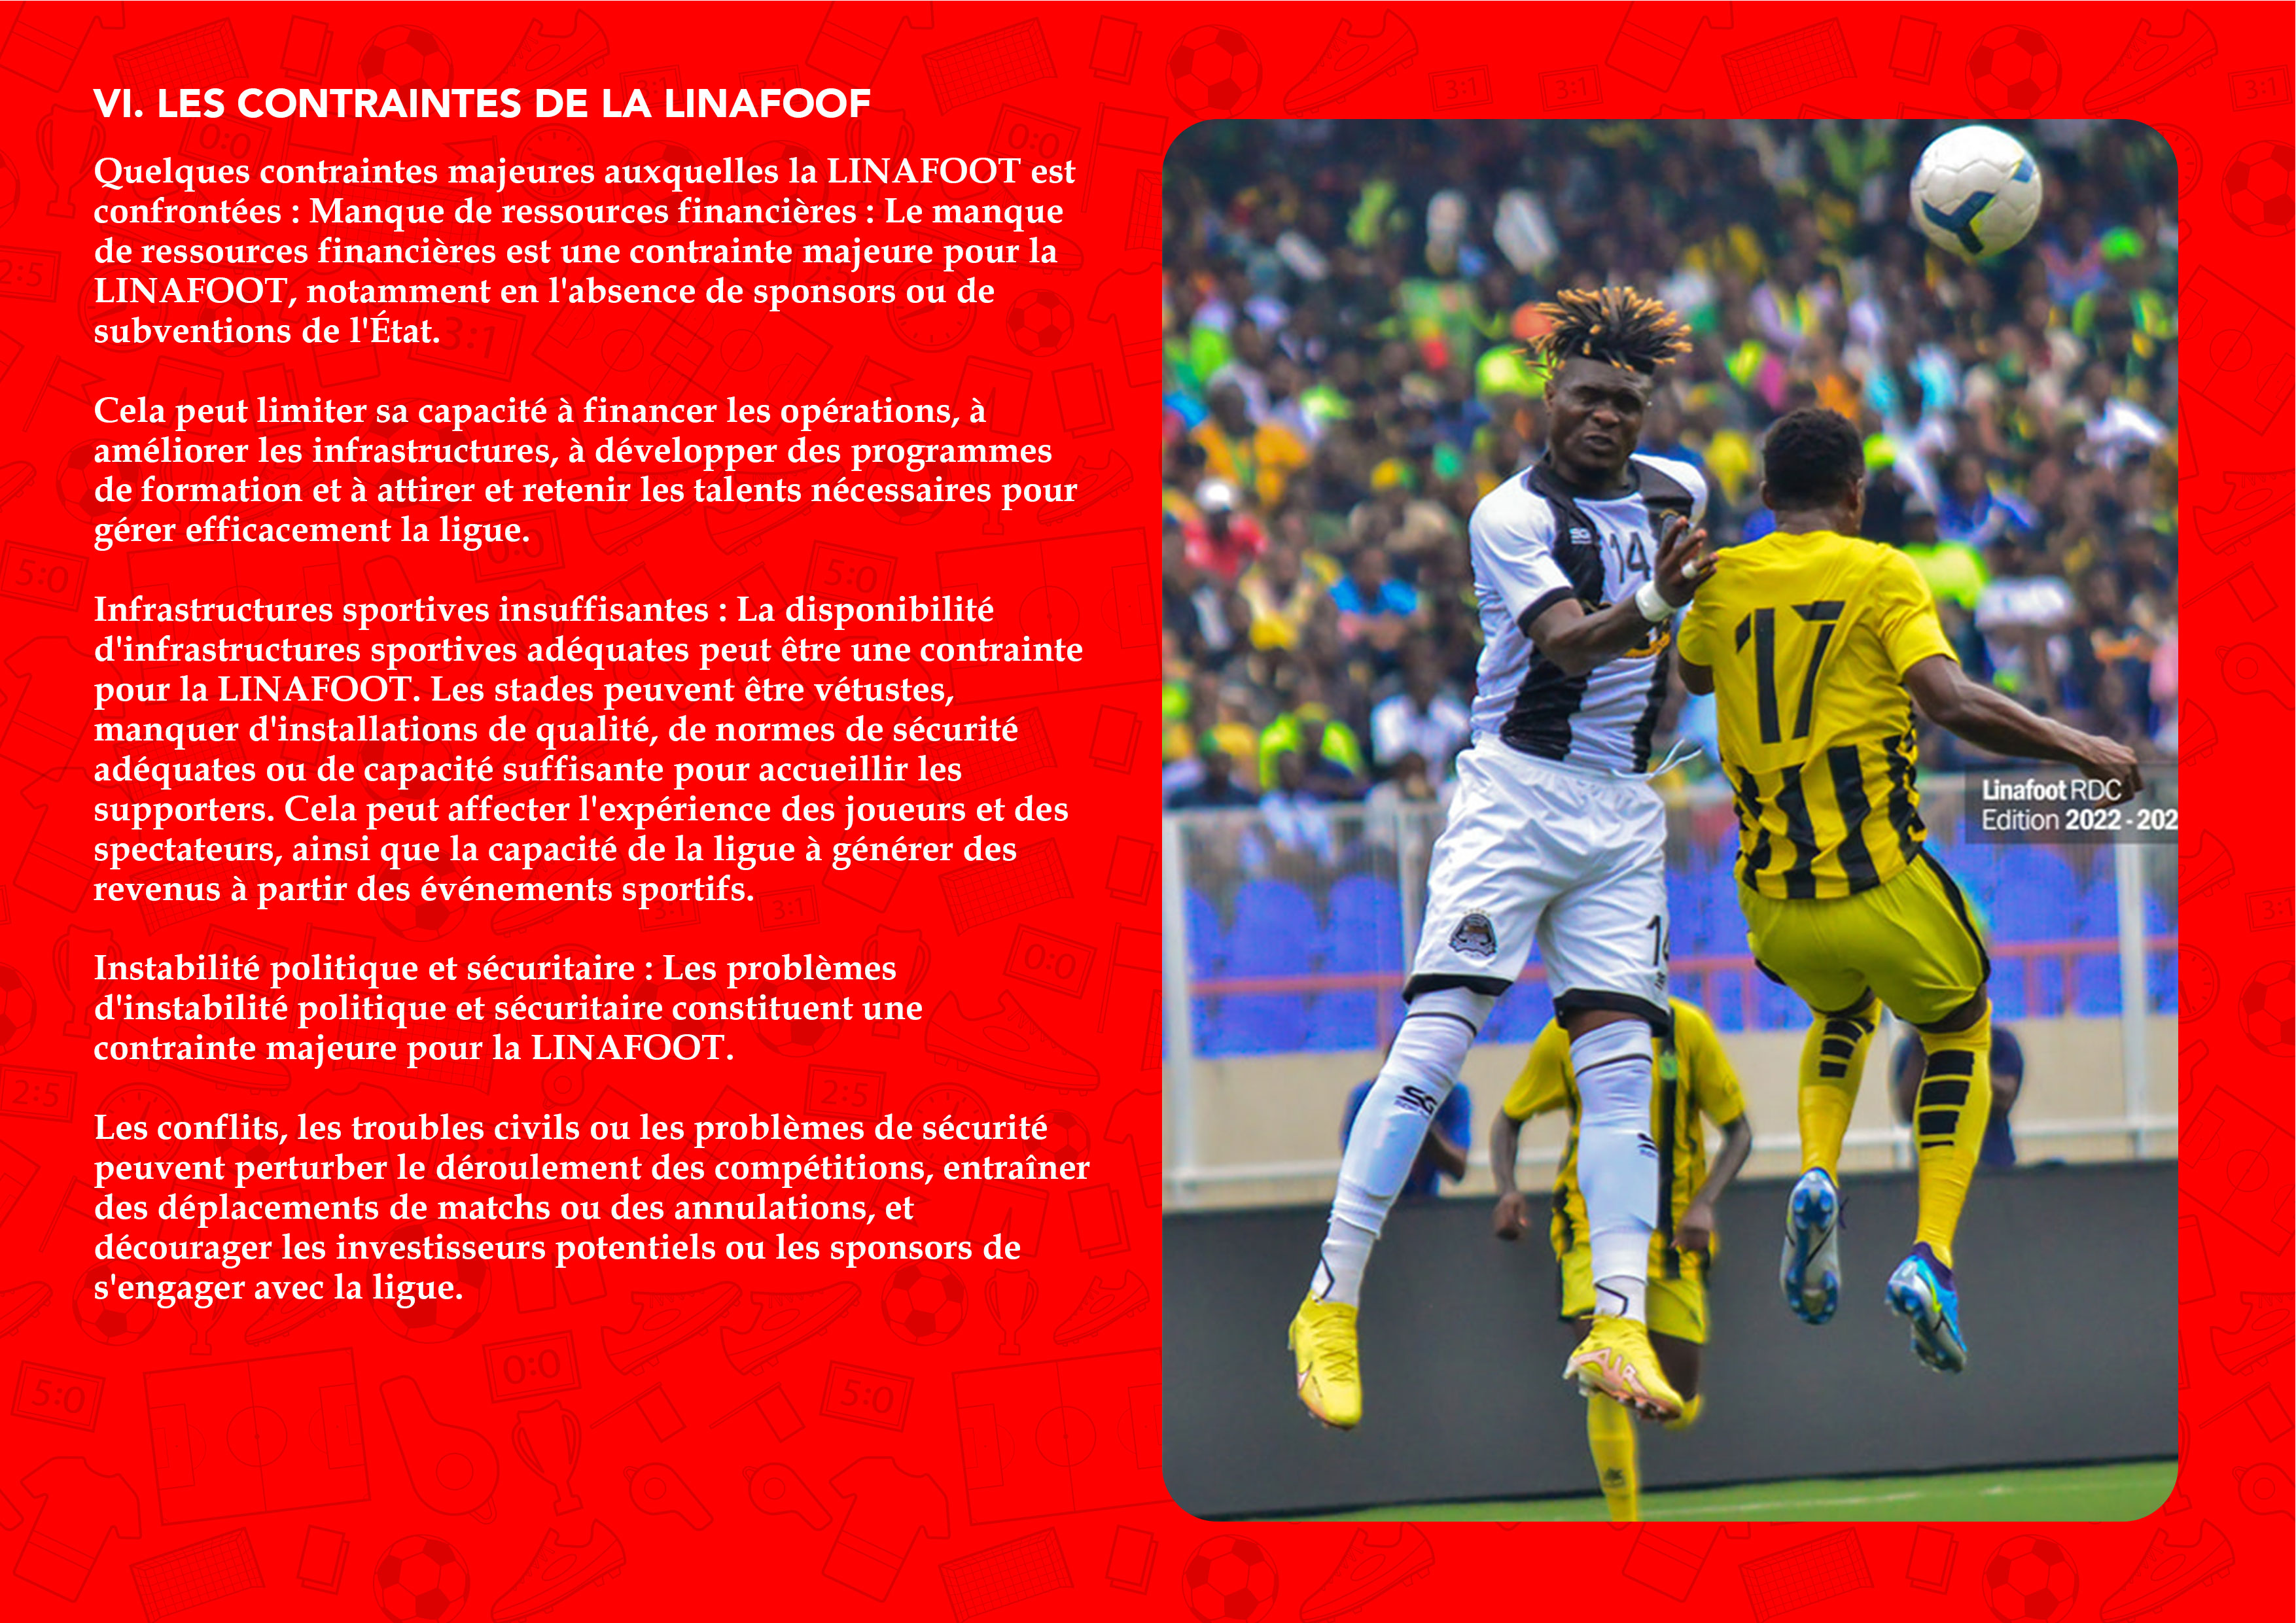 VI. LES CONTRAINTES DE LA LINAFOOF
Quelques contraintes majeures auxquelles la LINAFOOT est
confrontées : Manque de ressources financières : Le manque
de ressources financières est une contrainte majeure pour la
LINAFOOT, notamment en l'absence de sponsors ou de
subventions de l'État.
Cela peut limiter sa capacité à financer les opérations, à
améliorer les infrastructures, à développer des programmes
de formation et à attirer et retenir les talents nécessaires pour
gérer efficacement la ligue.
Infrastructures sportives insuffisantes : La disponibilité
d'infrastructures sportives adéquates peut être une contrainte
pour la LINAFOOT. Les stades peuvent être vétustes,
manquer d'installations de qualité, de normes de sécurité
adéquates ou de capacité suffisante pour accueillir les
supporters. Cela peut affecter l'expérience des joueurs et des
spectateurs, ainsi que la capacité de la ligue à générer des
revenus à partir des événements sportifs.
Instabilité politique et sécuritaire : Les problèmes
d'instabilité politique et sécuritaire constituent une
contrainte majeure pour la LINAFOOT.
Les conflits, les troubles civils ou les problèmes de sécurité
peuvent perturber le déroulement des compétitions, entraîner
des déplacements de matchs ou des annulations, et
décourager les investisseurs potentiels ou les sponsors de
s'engager avec la ligue.
14
17
Linafoot RDC
Edition 2022 - 202